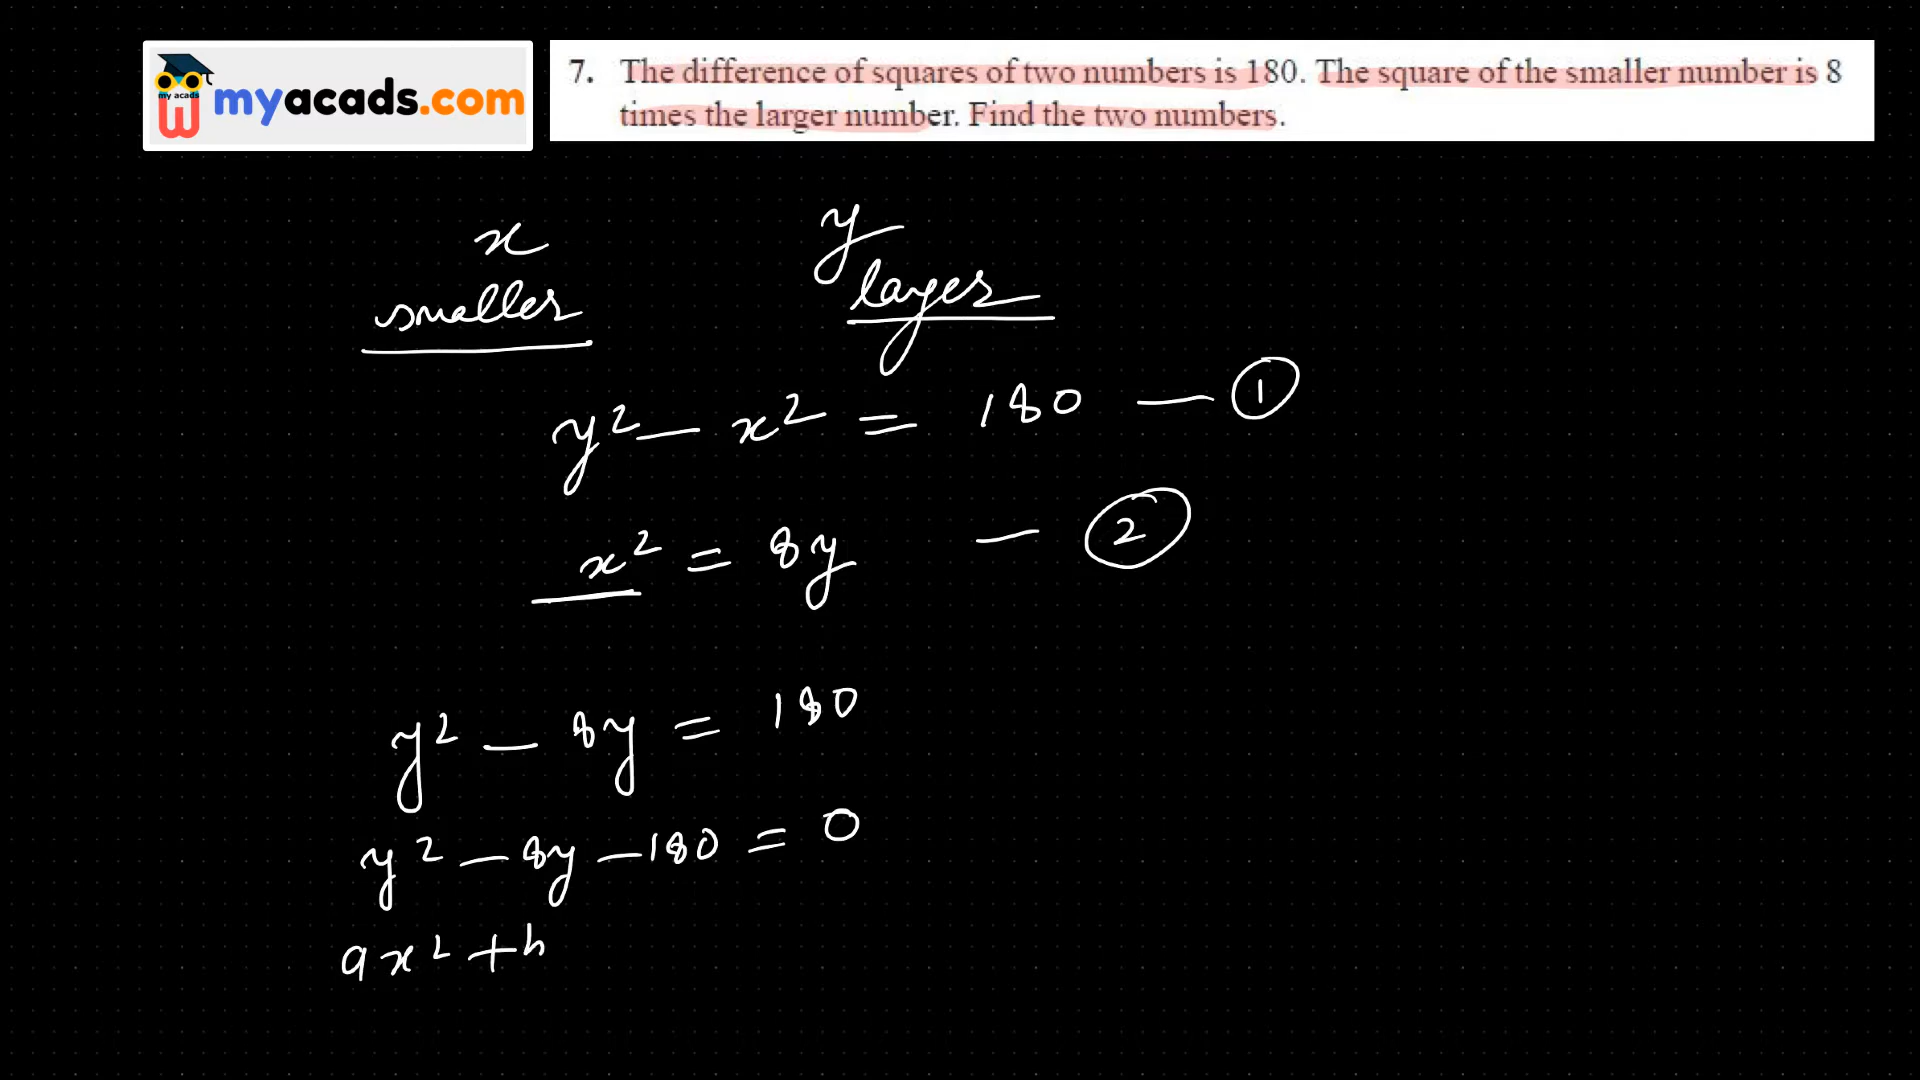 my acads
myacads.com
7. The difference of squares of two numbers is 180. The square of the smaller number is 8
times the larger number. Find the two numbers.
x y
smaller larger
y² — x² = 180 — ①
x² = 8y — ②
y² — 8y = 180
y² — 8y — 180 = 0
ax² + b